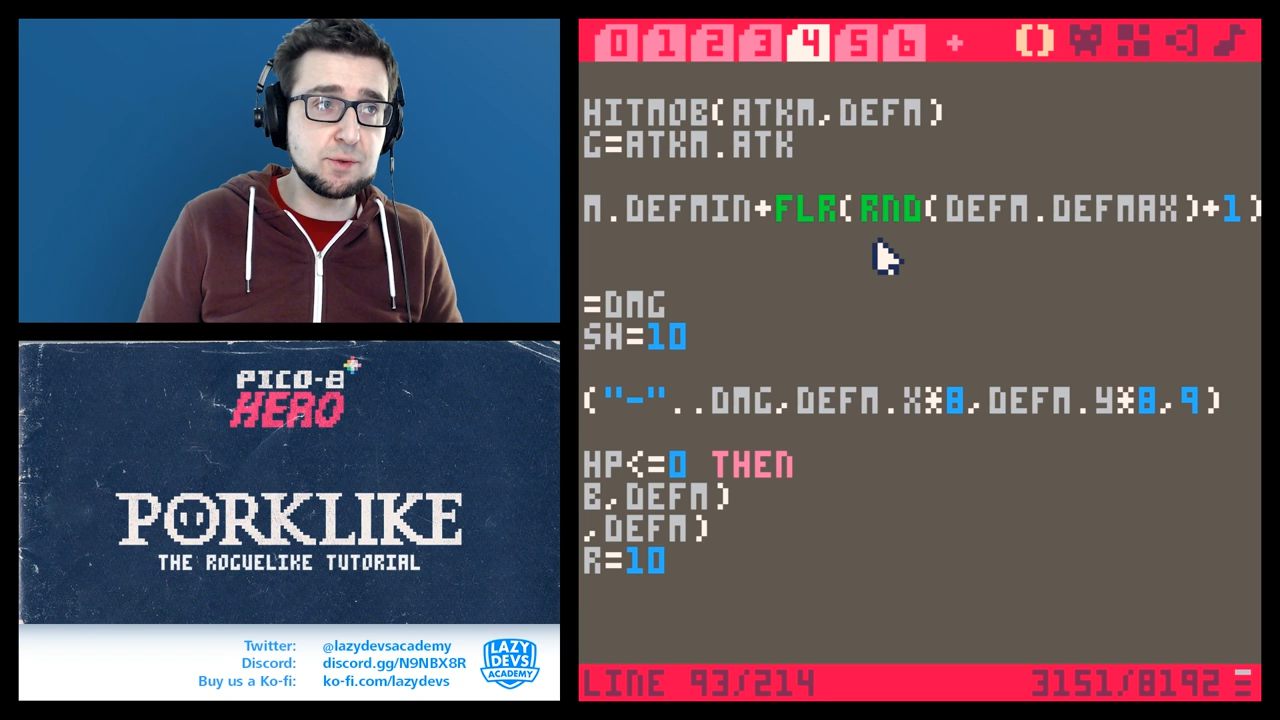 0 1 2 3 4 5 6 +
HITMOB(ATKM,DEFM)
G=ATKM.ATK
M.DEFMIN+FLR(RND(DEFM.DEFMAX)+1)
=DMG
SH=10
("-"..DMG,DEFM.X*8,DEFM.Y*8,9)
HP<=0 THEN
B,DEFM)
,DEFM)
R=10
LINE 93/214 3151/8192
PICO-8
HERO
PORKLIKE
THE ROGUELIKE TUTORIAL
Twitter: @lazydevsacademy
Discord: discord.gg/N9NBX8R
Buy us a Ko-fi: ko-fi.com/lazydevs
LAZY
DEVS
ACADEMY